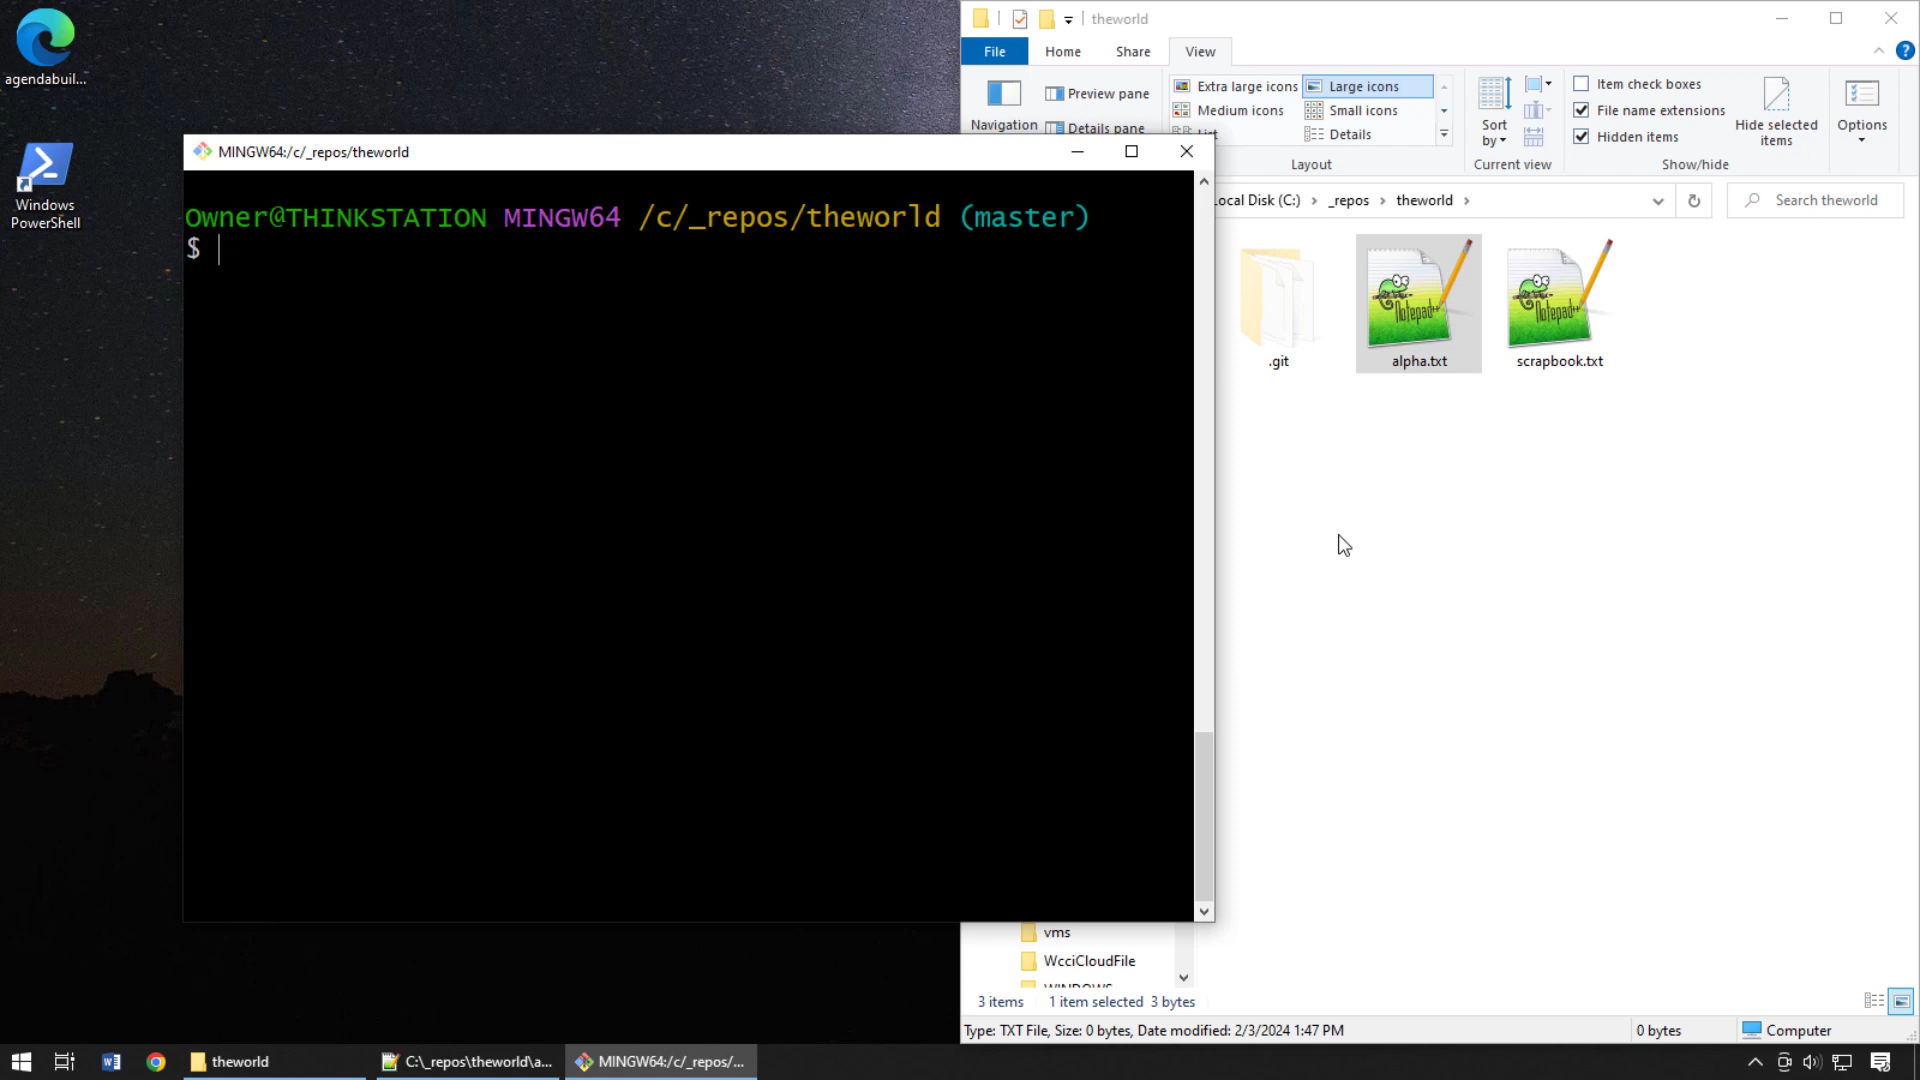 agendabuil...
Windows
PowerShell
theworld
File
Home
Share
View
Navigation
Preview pane
Details pane
Extra large icons
Large icons
Medium icons
Small icons
List
Details
Layout
Sort
by
Current view
Item check boxes
File name extensions
Hidden items
Hide selected
items
Show/hide
Options
MINGW64:/c/_repos/theworld
Owner@THINKSTATION MINGW64 /c/_repos/theworld (master)
$
ocal Disk (C:) › _repos › theworld ›
Search theworld
.git
Notepad++
alpha.txt
Notepad++
scrapbook.txt
vms
WcciCloudFile
WINDOWS
3 items 1 item selected 3 bytes
Type: TXT File, Size: 0 bytes, Date modified: 2/3/2024 1:47 PM
0 bytes
Computer
theworld
C:\_repos\theworld\a...
MINGW64:/c/_repos/...